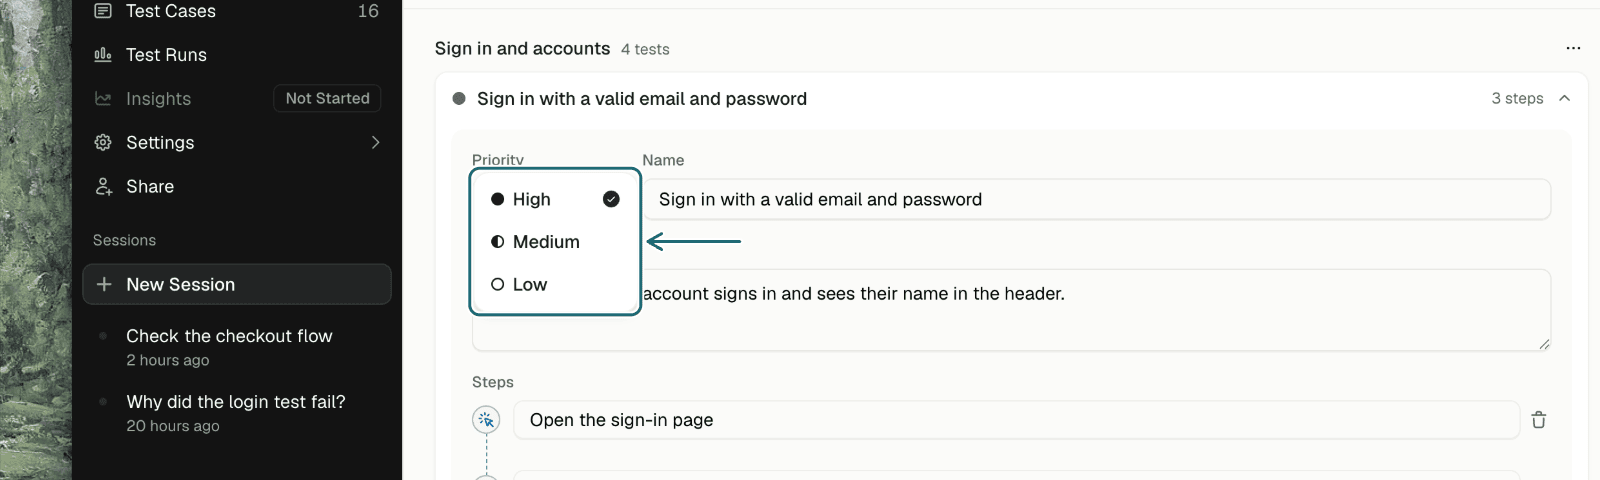 Test Cases 16
Test Runs
Insights Not Started
Settings
Share
Sessions
New Session
Check the checkout flow
2 hours ago
Why did the login test fail?
20 hours ago
Sign in and accounts 4 tests
Sign in with a valid email and password 3 steps
Priority
High
Medium
Low
Name
Sign in with a valid email and password
account signs in and sees their name in the header.
Steps
Open the sign-in page